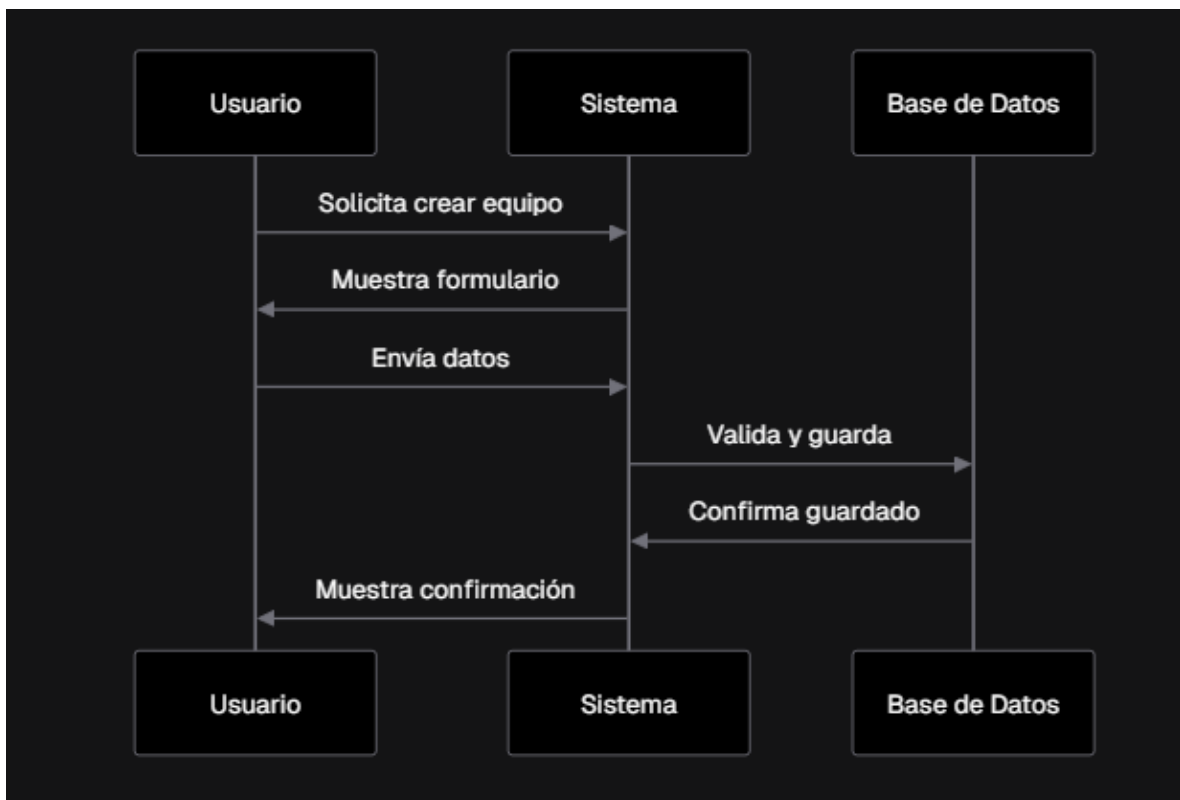 Usuario
Sistema
Base de Datos
Solicita crear equipo
Muestra formulario
Envía datos
Valida y guarda
Confirma guardado
Muestra confirmación
Usuario
Sistema
Base de Datos